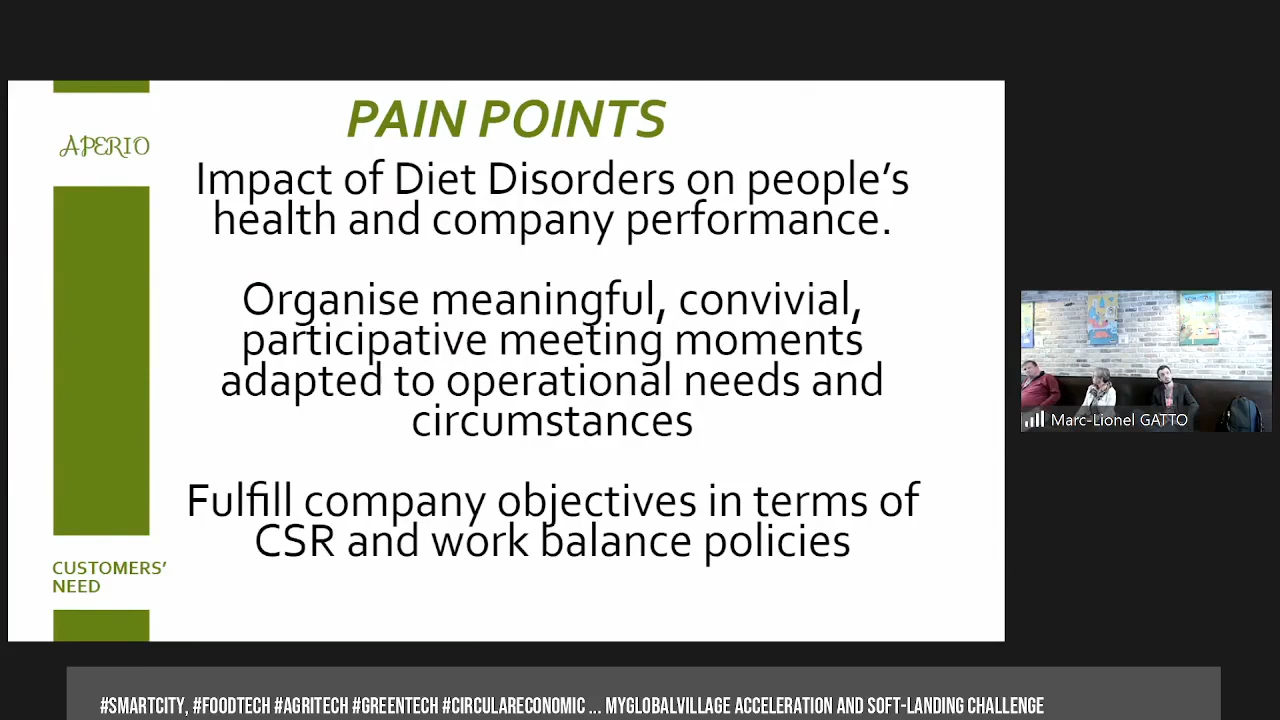 PAIN POINTS
APERIO
Impact of Diet Disorders on people's
health and company performance.
Organise meaningful, convivial,
participative meeting moments
adapted to operational needs and
circumstances
Fulfill company objectives in terms of
CSR and work balance policies
CUSTOMERS'
NEED
Marc-Lionel GATTO
#SMARTCITY, #FOODTECH #AGRITECH #GREENTECH #CIRCULARECONOMIC ... MYGLOBALVILLAGE ACCELERATION AND SOFT-LANDING CHALLENGE